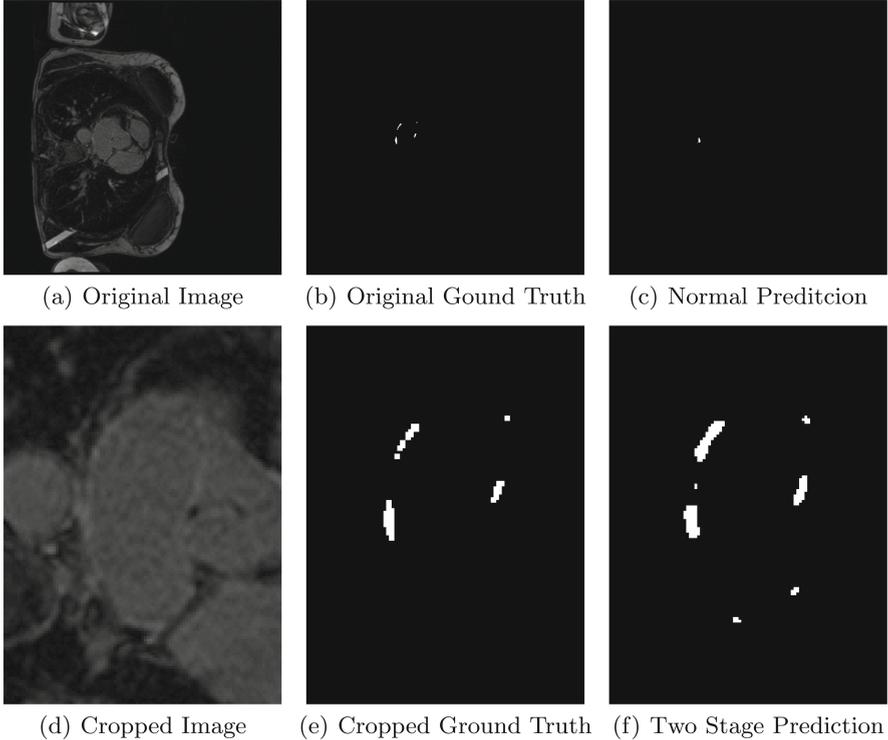 (a) Original Image
(b) Original Gound Truth
(c) Normal Preditcion
(d) Cropped Image
(e) Cropped Ground Truth
(f) Two Stage Prediction